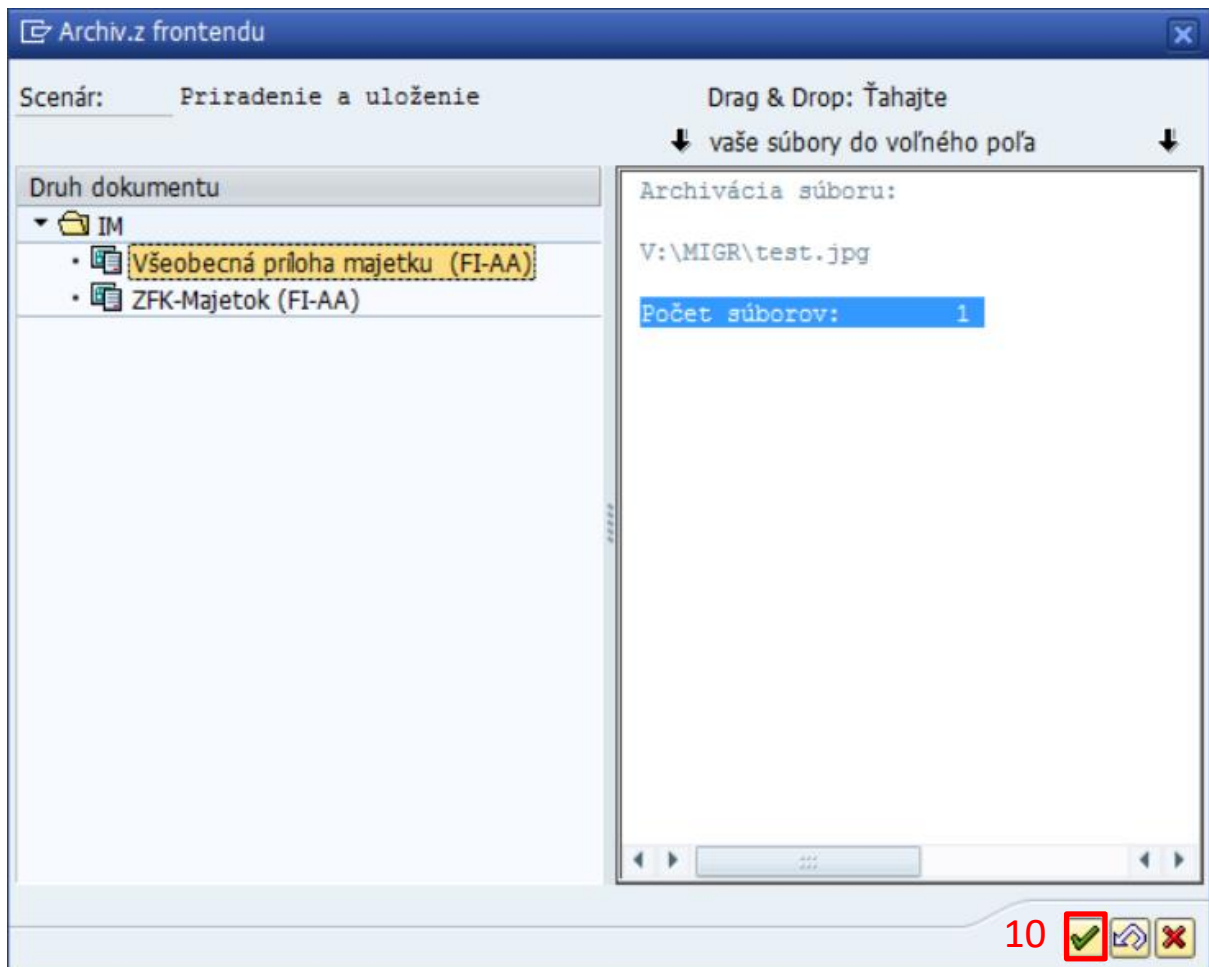 Archiv.z frontendu
Scenár: Priradenie a uloženie
Drag & Drop: Ťahajte
vaše súbory do voľného poľa
Druh dokumentu
IM
Všeobecná príloha majetku (FI-AA)
ZFK-Majetok (FI-AA)
Archivácia súboru:
V:\MIGR\test.jpg
Počet súborov: 1
10